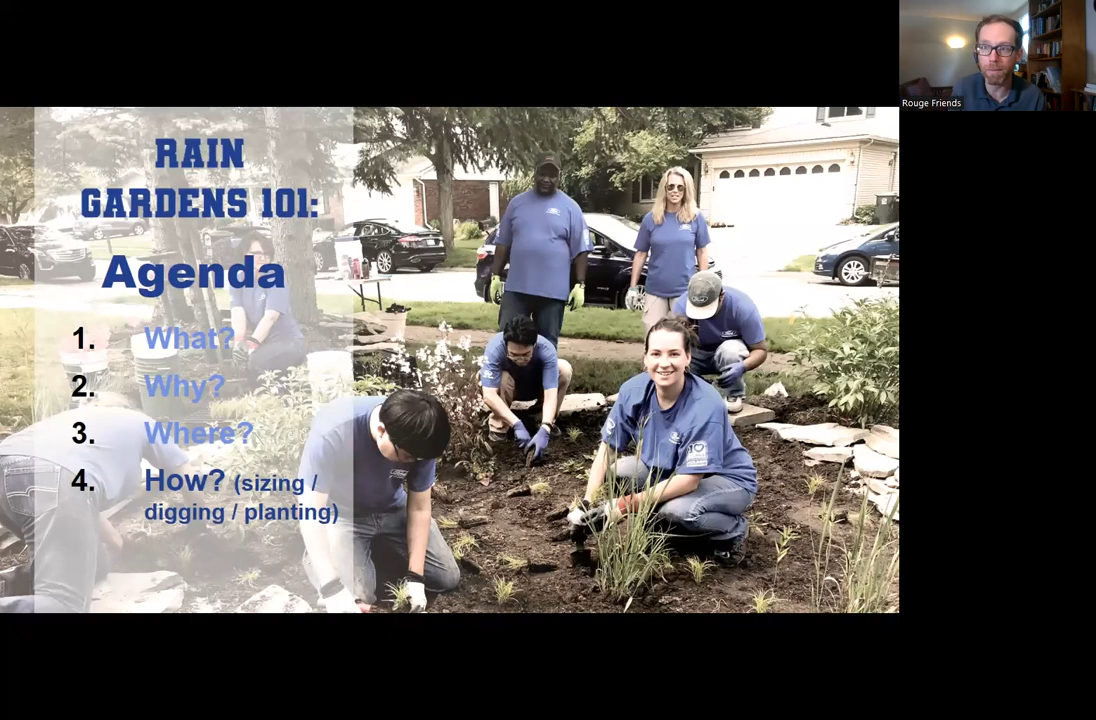 RAIN
GARDENS 101:
Agenda
1. What?
2. Why?
3. Where?
4. How? (sizing /
digging / planting)
Rouge Friends